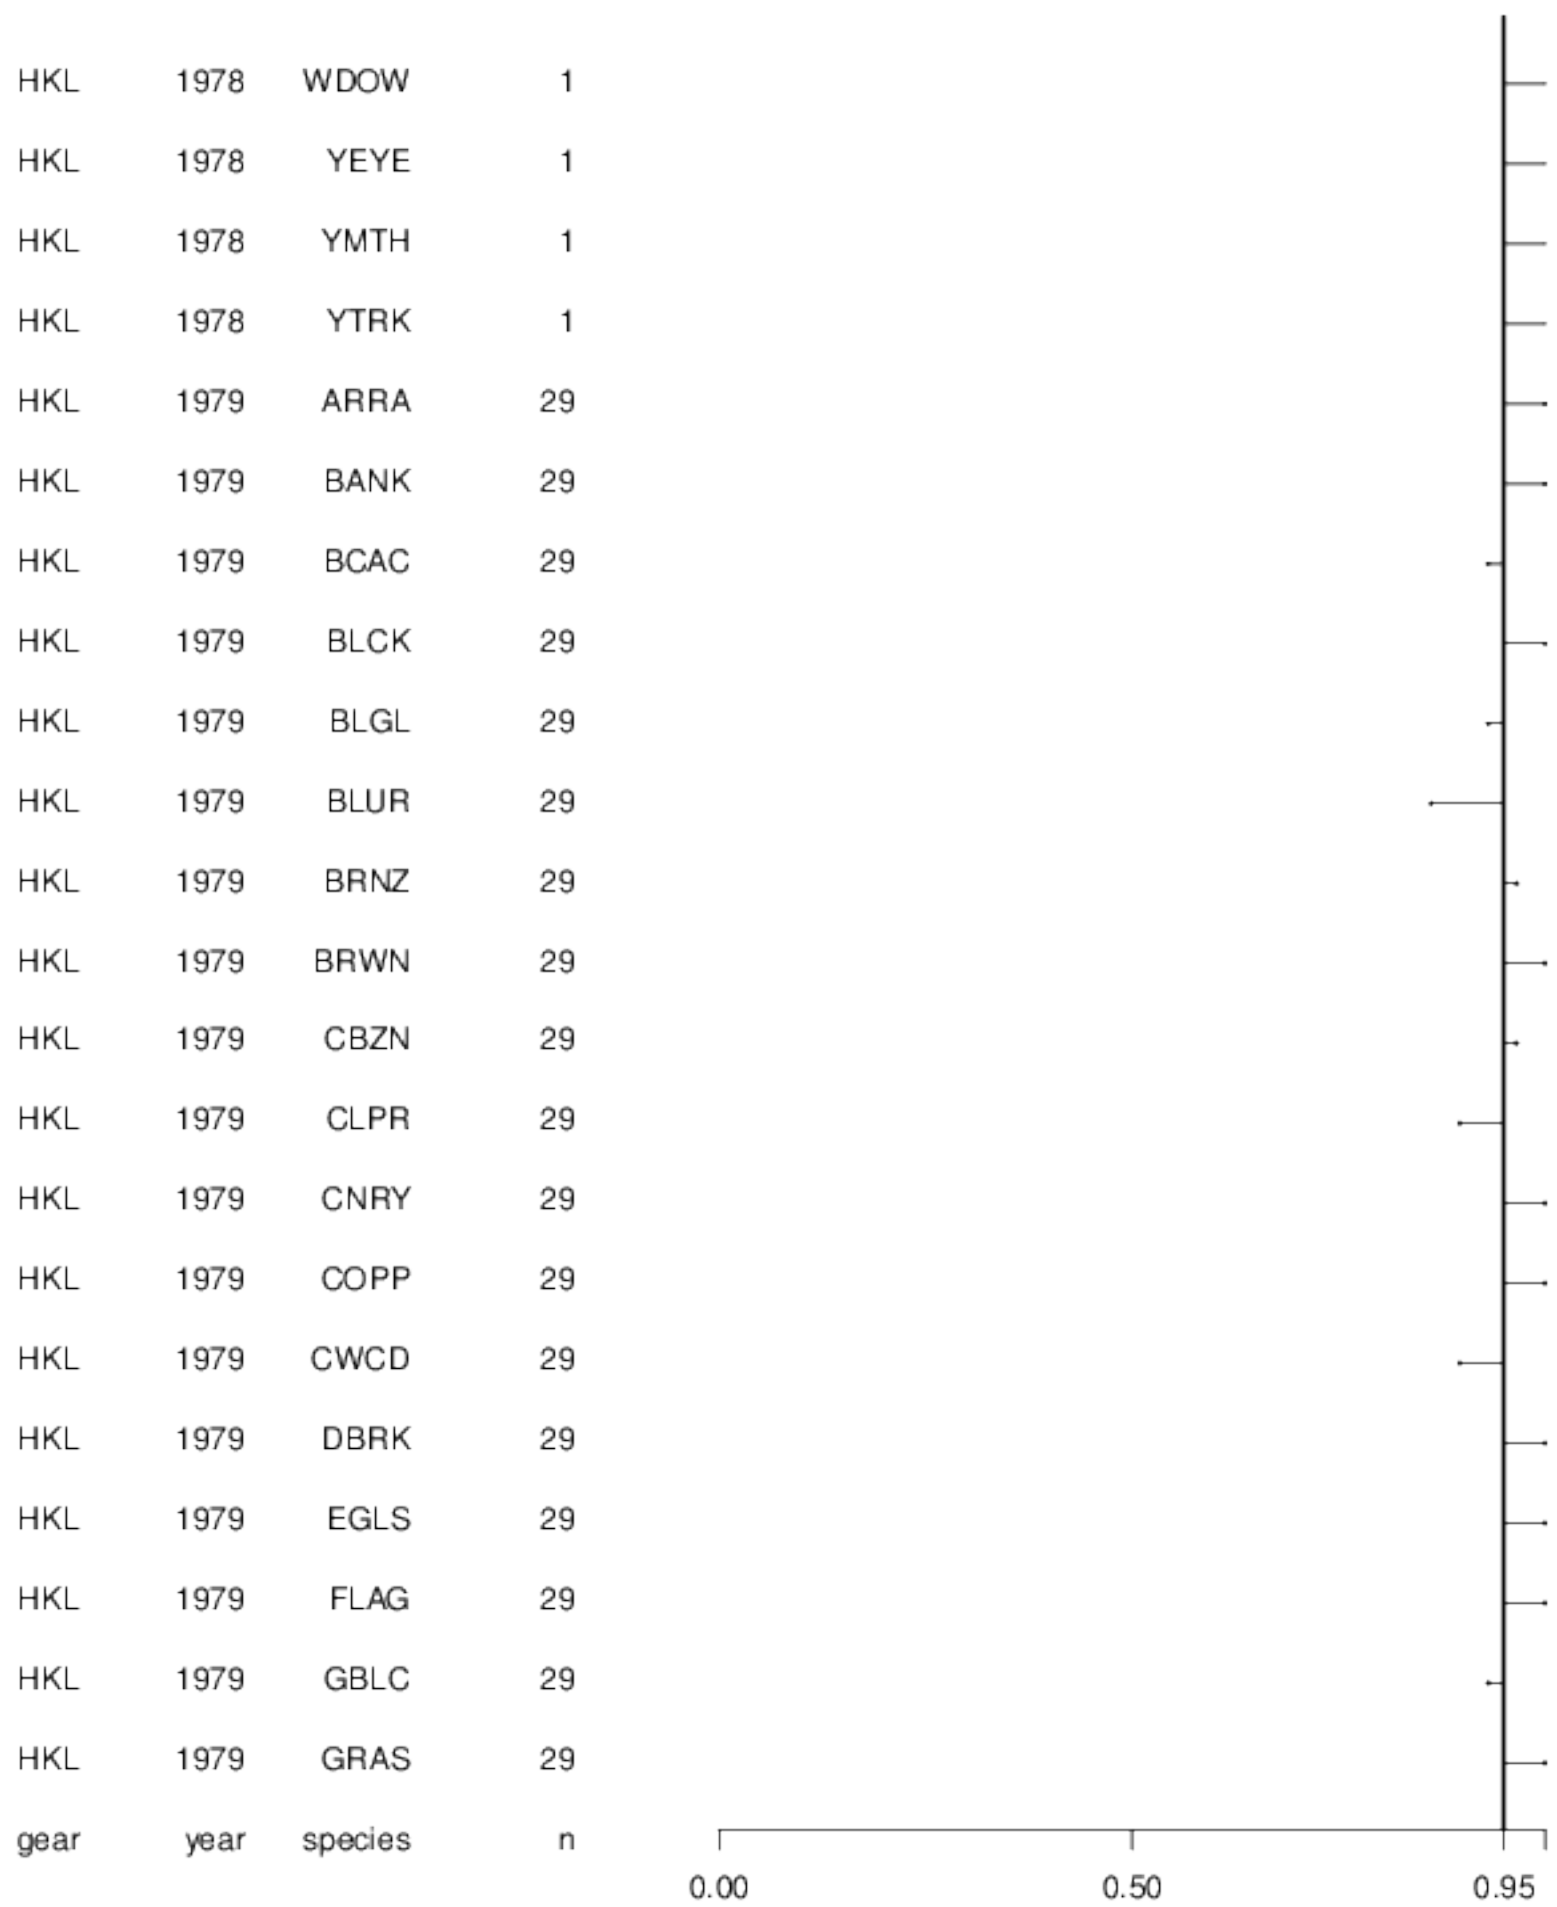 HKL 1978 WDOW 1
HKL 1978 YEYE 1
HKL 1978 YMTH 1
HKL 1978 YTRK 1
HKL 1979 ARRA 29
HKL 1979 BANK 29
HKL 1979 BCAC 29
HKL 1979 BLCK 29
HKL 1979 BLGL 29
HKL 1979 BLUR 29
HKL 1979 BRNZ 29
HKL 1979 BRWN 29
HKL 1979 CBZN 29
HKL 1979 CLPR 29
HKL 1979 CNRY 29
HKL 1979 COPP 29
HKL 1979 CWCD 29
HKL 1979 DBRK 29
HKL 1979 EGLS 29
HKL 1979 FLAG 29
HKL 1979 GBLC 29
HKL 1979 GRAS 29
gear year species n
0.00 0.50 0.95